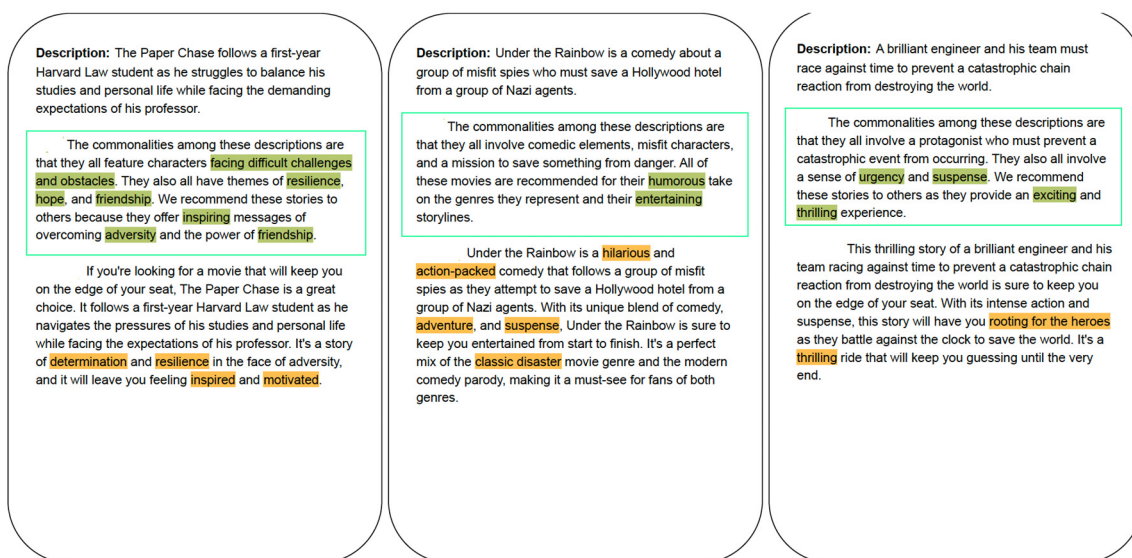 Description: The Paper Chase follows a first-year
Harvard Law student as he struggles to balance his
studies and personal life while facing the demanding
expectations of his professor.
The commonalities among these descriptions are
that they all feature characters facing difficult challenges
and obstacles. They also all have themes of resilience,
hope, and friendship. We recommend these stories to
others because they offer inspiring messages of
overcoming adversity and the power of friendship.
If you're looking for a movie that will keep you
on the edge of your seat, The Paper Chase is a great
choice. It follows a first-year Harvard Law student as he
navigates the pressures of his studies and personal life
while facing the expectations of his professor. It's a story
of determination and resilience in the face of adversity,
and it will leave you feeling inspired and motivated.
Description: Under the Rainbow is a comedy about a
group of misfit spies who must save a Hollywood hotel
from a group of Nazi agents.
The commonalities among these descriptions are
that they all involve comedic elements, misfit characters,
and a mission to save something from danger. All of
these movies are recommended for their humorous take
on the genres they represent and their entertaining
storylines.
Under the Rainbow is a hilarious and
action-packed comedy that follows a group of misfit
spies as they attempt to save a Hollywood hotel from a
group of Nazi agents. With its unique blend of comedy,
adventure, and suspense, Under the Rainbow is sure to
keep you entertained from start to finish. It's a perfect
mix of the classic disaster movie genre and the modern
comedy parody, making it a must-see for fans of both
genres.
Description: A brilliant engineer and his team must
race against time to prevent a catastrophic chain
reaction from destroying the world.
The commonalities among these descriptions are
that they all involve a protagonist who must prevent a
catastrophic event from occurring. They also all involve
a sense of urgency and suspense. We recommend
these stories to others as they provide an exciting and
thrilling experience.
This thrilling story of a brilliant engineer and his
team racing against time to prevent a catastrophic chain
reaction from destroying the world is sure to keep you
on the edge of your seat. With its intense action and
suspense, this story will have you rooting for the heroes
as they battle against the clock to save the world. It's a
thrilling ride that will keep you guessing until the very
end.